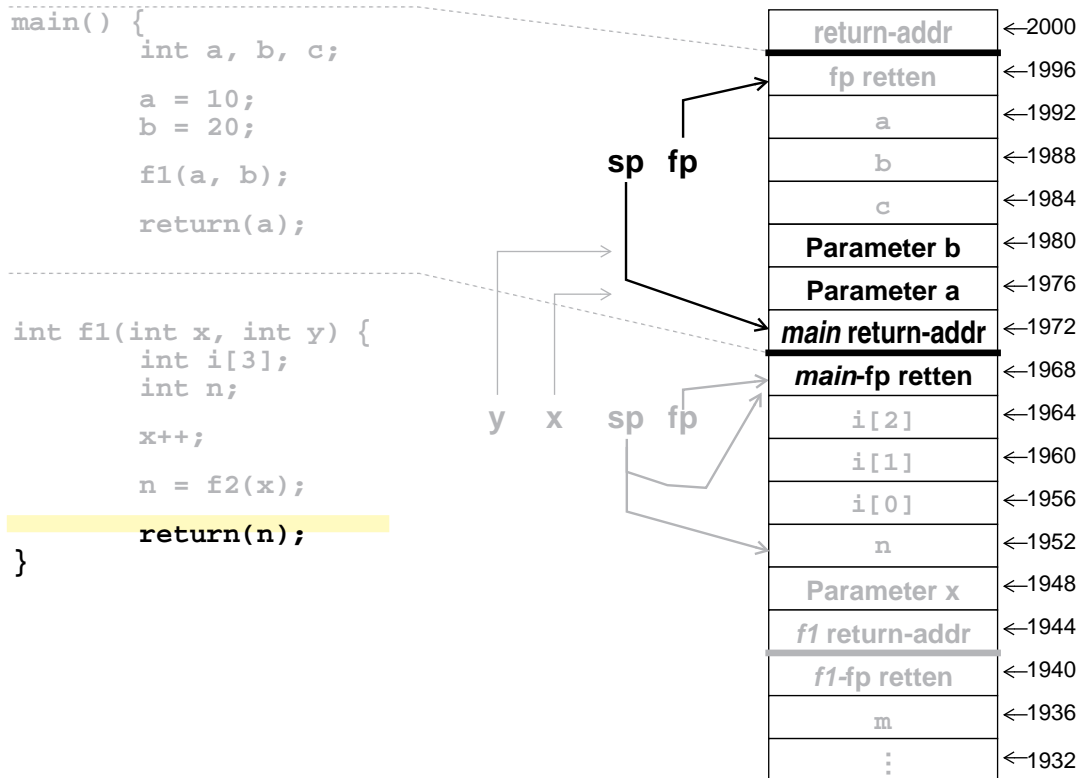 main() {
int a, b, c;
a = 10;
b = 20;
f1(a, b);
return(a);
int f1(int x, int y) {
int i[3];
int n;
x++;
n = f2(x);
return(n);
}
sp fp
y x sp fp
return-addr ←2000
fp retten ←1996
a ←1992
b ←1988
c ←1984
Parameter b ←1980
Parameter a ←1976
main return-addr ←1972
main-fp retten ←1968
i[2] ←1964
i[1] ←1960
i[0] ←1956
n ←1952
Parameter x ←1948
f1 return-addr ←1944
f1-fp retten ←1940
m ←1936
⋮ ←1932